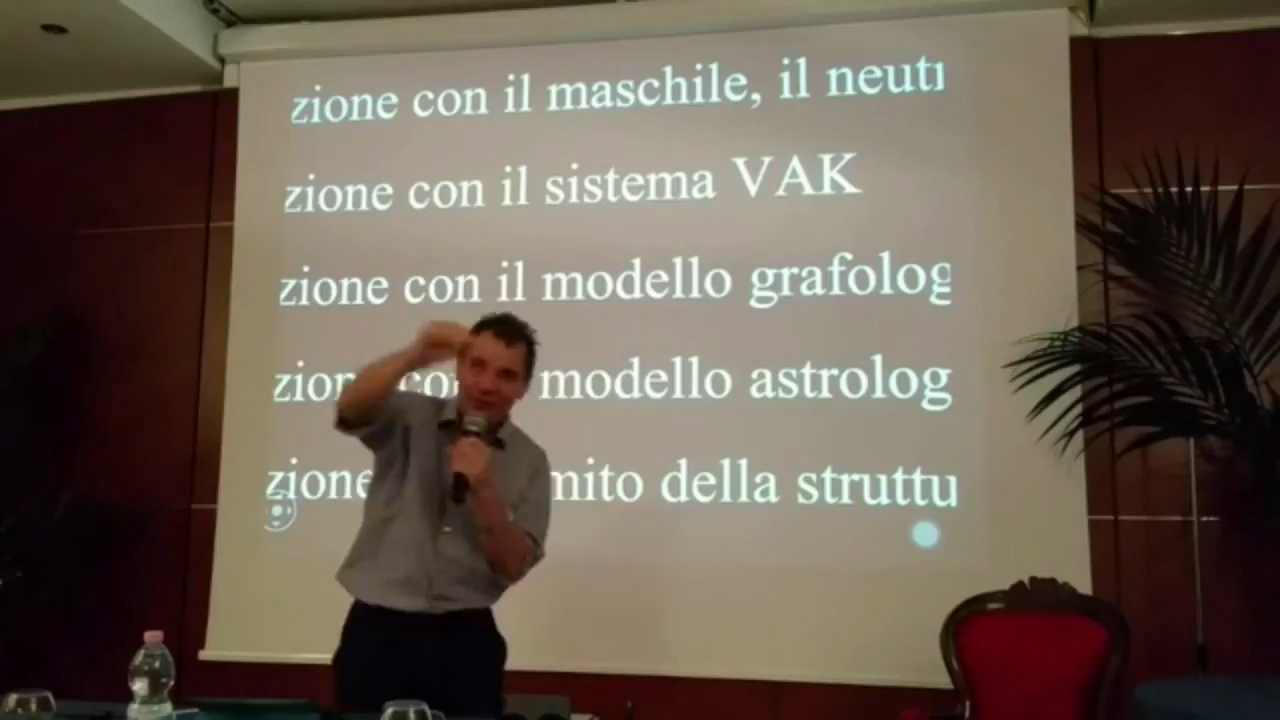 zione con il maschile, il neutr
zione con il sistema VAK
zione con il modello grafolog
zion modello astrolog
zione mito della struttu